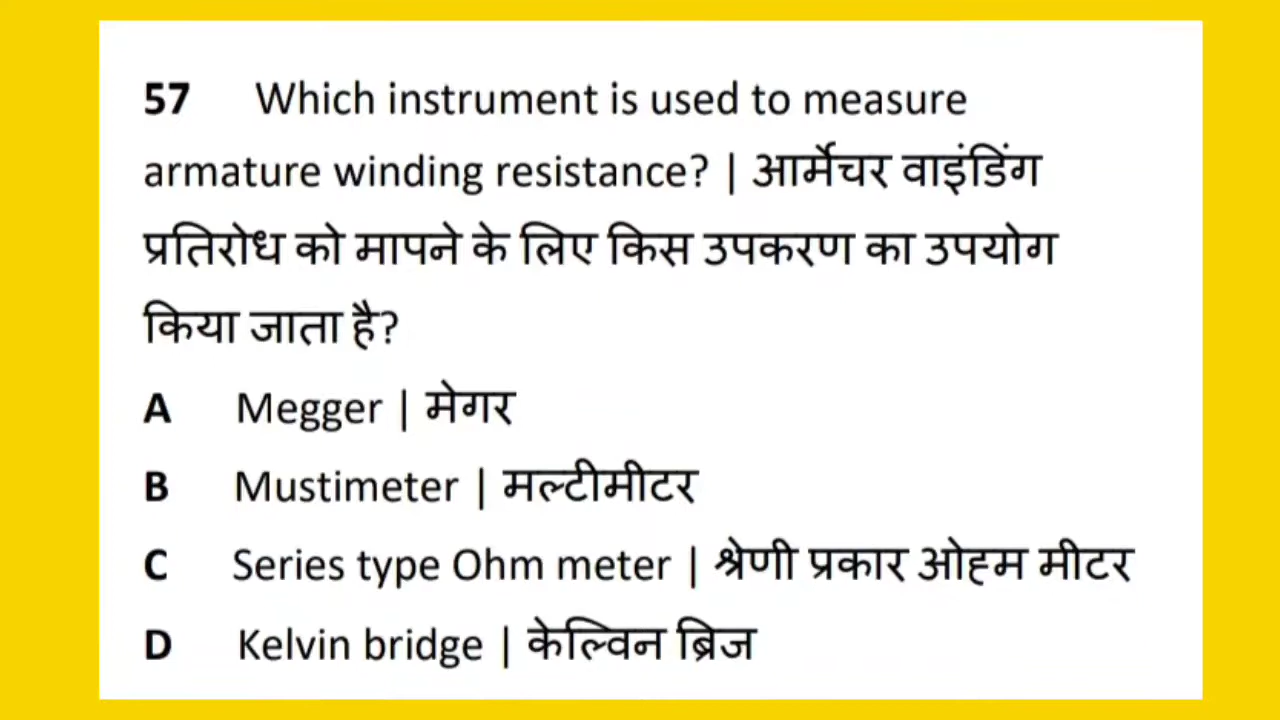 57 Which instrument is used to measure
armature winding resistance? | आर्मेचर वाइंडिंग
प्रतिरोध को मापने के लिए किस उपकरण का उपयोग
किया जाता है?
A Megger | मेगर
B Mustimeter | मल्टीमीटर
C Series type Ohm meter | श्रेणी प्रकार ओह्म मीटर
D Kelvin bridge | केल्विन ब्रिज